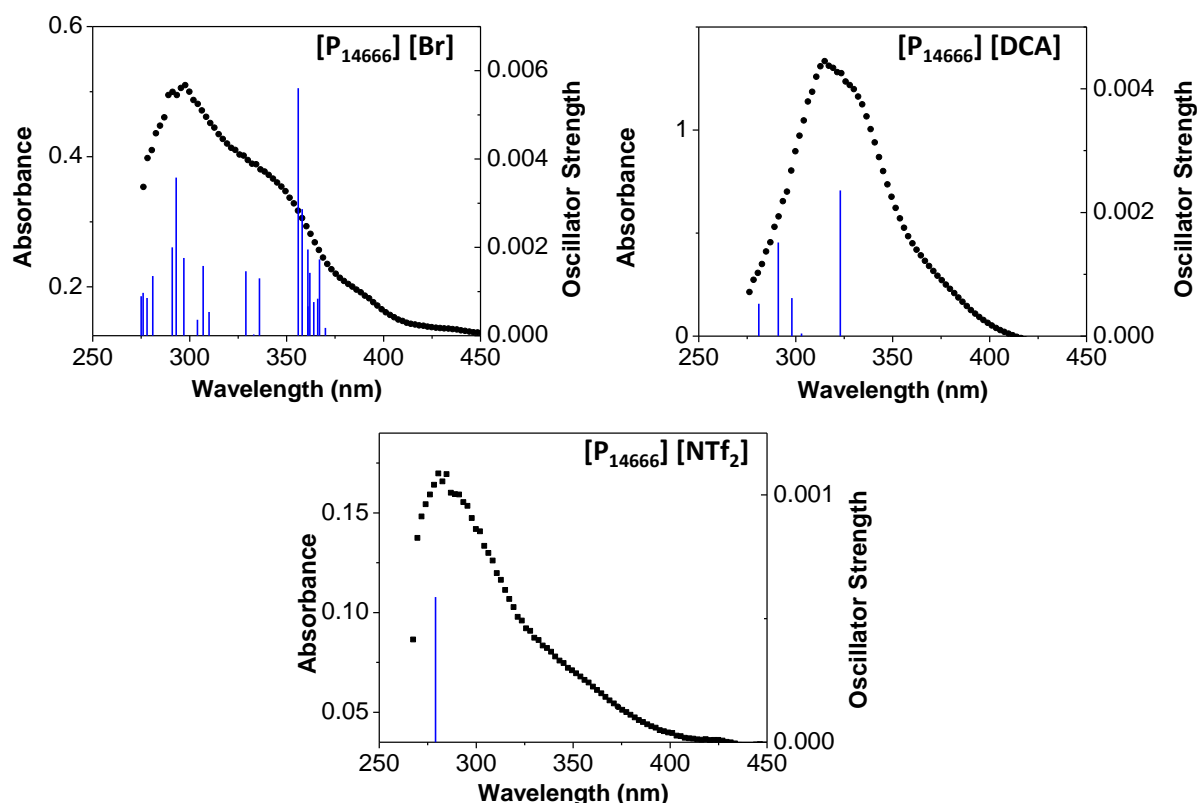 [P14666] [Br]
0.6
0.4
0.2
Absorbance
0.006
0.004
0.002
0.000
Oscillator Strength
250 300 350 400 450
Wavelength (nm)
[P14666] [DCA]
1
0
Absorbance
0.004
0.002
0.000
Oscillator Strength
250 300 350 400 450
Wavelength (nm)
[P14666] [NTf2]
0.15
0.10
0.05
Absorbance
0.001
0.000
Oscillator Strength
250 300 350 400 450
Wavelength (nm)